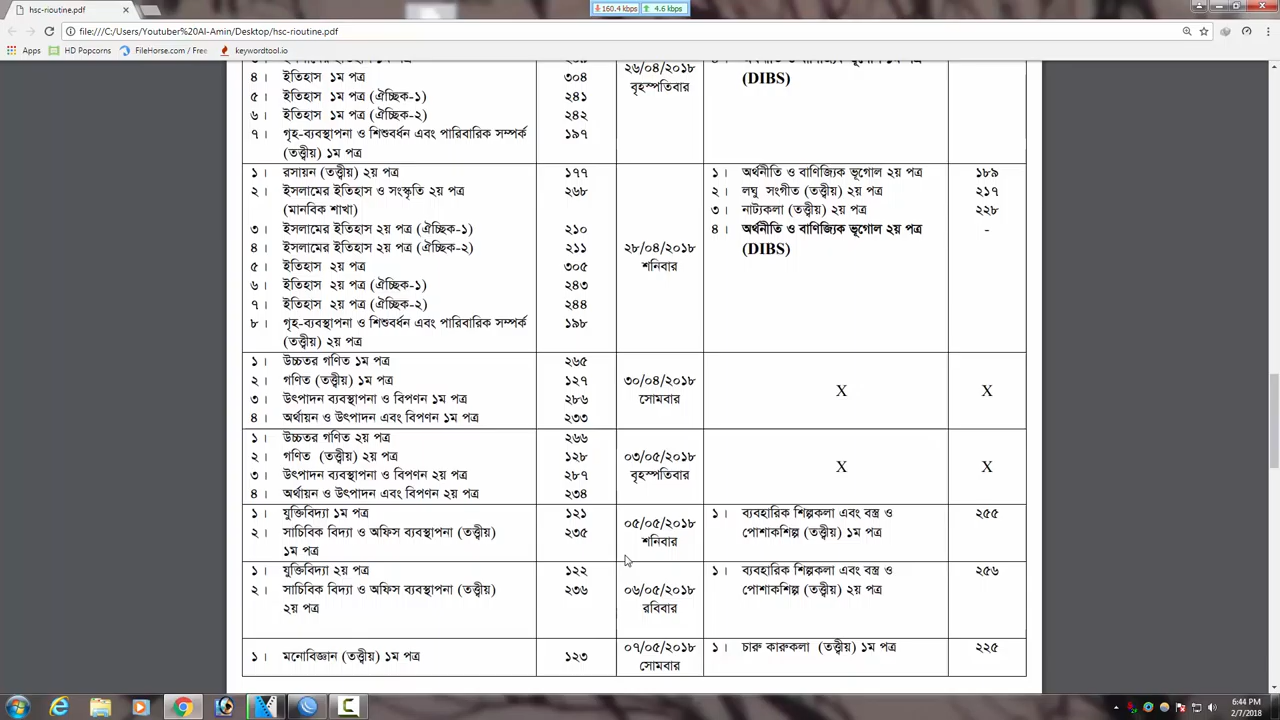 hsc-rioutine.pdf
160.4 kbps 4.6 kbps
file:///C:/Users/Youtuber%20Al-Amin/Desktop/hsc-rioutine.pdf
Apps HD Popcorns FileHorse.com / Free keywordtool.io
৪। ইতিহাস ১ম পত্র ৩০৪ ২৬/০৪/২০১৮ (DIBS)
৫। ইতিহাস ১ম পত্র (ঐচ্ছিক-১) ২৪১ বৃহস্পতিবার
৬। ইতিহাস ১ম পত্র (ঐচ্ছিক-২) ২৪২
৭। গৃহ-ব্যবস্থাপনা ও শিশুবর্ধন এবং পারিবারিক সম্পর্ক ১৯৭
(তত্ত্বীয়) ১ম পত্র
১। রসায়ন (তত্ত্বীয়) ২য় পত্র ১৭৭ ১। অর্থনীতি ও বাণিজ্যিক ভূগোল ২য় পত্র ১৮৯
২। ইসলামের ইতিহাস ও সংস্কৃতি ২য় পত্র ২৬৮ ২। লঘু সংগীত (তত্ত্বীয়) ২য় পত্র ২১৭
(মানবিক শাখা) ৩। নাট্যকলা (তত্ত্বীয়) ২য় পত্র ২২৮
৩। ইসলামের ইতিহাস ২য় পত্র (ঐচ্ছিক-১) ২১০ ৪। অর্থনীতি ও বাণিজ্যিক ভূগোল ২য় পত্র -
৪। ইসলামের ইতিহাস ২য় পত্র (ঐচ্ছিক-২) ২১১ ২৮/০৪/২০১৮ (DIBS)
৫। ইতিহাস ২য় পত্র ৩০৫ শনিবার
৬। ইতিহাস ২য় পত্র (ঐচ্ছিক-১) ২৪৩
৭। ইতিহাস ২য় পত্র (ঐচ্ছিক-২) ২৪৪
৮। গৃহ-ব্যবস্থাপনা ও শিশুবর্ধন এবং পারিবারিক সম্পর্ক ১৯৮
(তত্ত্বীয়) ২য় পত্র
১। উচ্চতর গণিত ১ম পত্র ২৬৫
২। গণিত (তত্ত্বীয়) ১ম পত্র ১২৭ ৩০/০৪/২০১৮ X X
৩। উৎপাদন ব্যবস্থাপনা ও বিপণন ১ম পত্র ২৮৬ সোমবার
৪। অর্থায়ন ও উৎপাদন এবং বিপণন ১ম পত্র ২৩৩
১। উচ্চতর গণিত ২য় পত্র ২৬৬
২। গণিত (তত্ত্বীয়) ২য় পত্র ১২৮ ০৩/০৫/২০১৮ X X
৩। উৎপাদন ব্যবস্থাপনা ও বিপণন ২য় পত্র ২৮৭ বৃহস্পতিবার
৪। অর্থায়ন ও উৎপাদন এবং বিপণন ২য় পত্র ২৩৪
১। যুক্তিবিদ্যা ১ম পত্র ১২১ ০৫/০৫/২০১৮ ১। ব্যবহারিক শিল্পকলা এবং বস্ত্র ও ২৫৫
২। সাচিবিক বিদ্যা ও অফিস ব্যবস্থাপনা (তত্ত্বীয়) ২৩৫ শনিবার পোশাকশিল্প (তত্ত্বীয়) ১ম পত্র
১ম পত্র
১। যুক্তিবিদ্যা ২য় পত্র ১২২ ০৬/০৫/২০১৮ ১। ব্যবহারিক শিল্পকলা এবং বস্ত্র ও ২৫৬
২। সাচিবিক বিদ্যা ও অফিস ব্যবস্থাপনা (তত্ত্বীয়) ২৩৬ রবিবার পোশাকশিল্প (তত্ত্বীয়) ২য় পত্র
২য় পত্র
১। মনোবিজ্ঞান (তত্ত্বীয়) ১ম পত্র ১২৩ ০৭/০৫/২০১৮ ১। চারু কারুকলা (তত্ত্বীয়) ১ম পত্র ২২৫
সোমবার
6:44 PM
2/7/2018